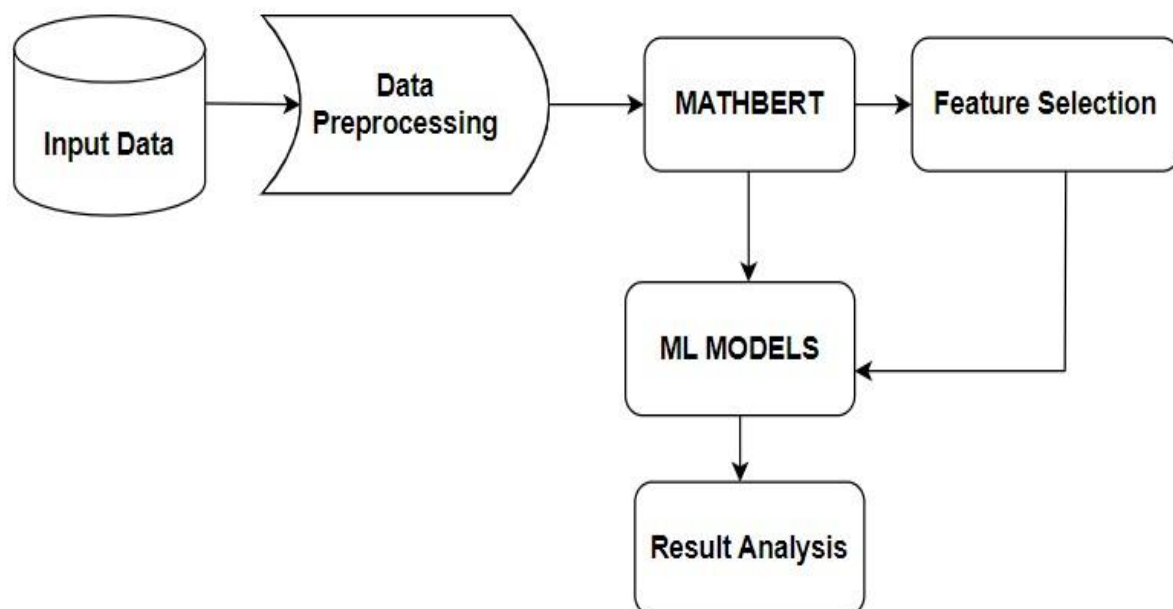 Input Data
Data
Preprocessing
MATHBERT
Feature Selection
ML MODELS
Result Analysis